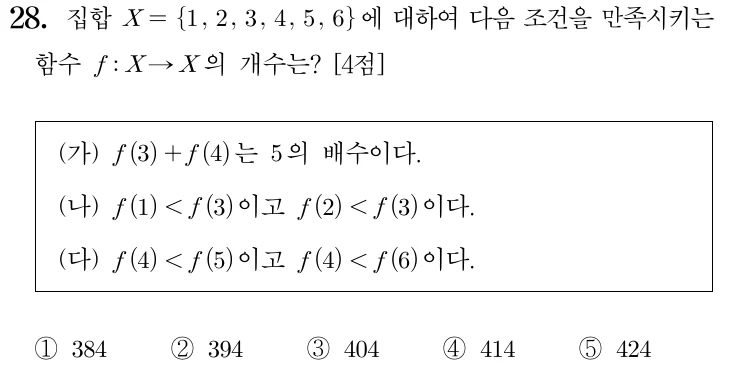 28. 집합 X = {1, 2, 3, 4, 5, 6}에 대하여 다음 조건을 만족시키는
함수 f : X → X의 개수는? [4점]
(가) f(3)+f(4)는 5의 배수이다.
(나) f(1)<f(3)이고 f(2)<f(3)이다.
(다) f(4)<f(5)이고 f(4)<f(6)이다.
① 384 ② 394 ③ 404 ④ 414 ⑤ 424